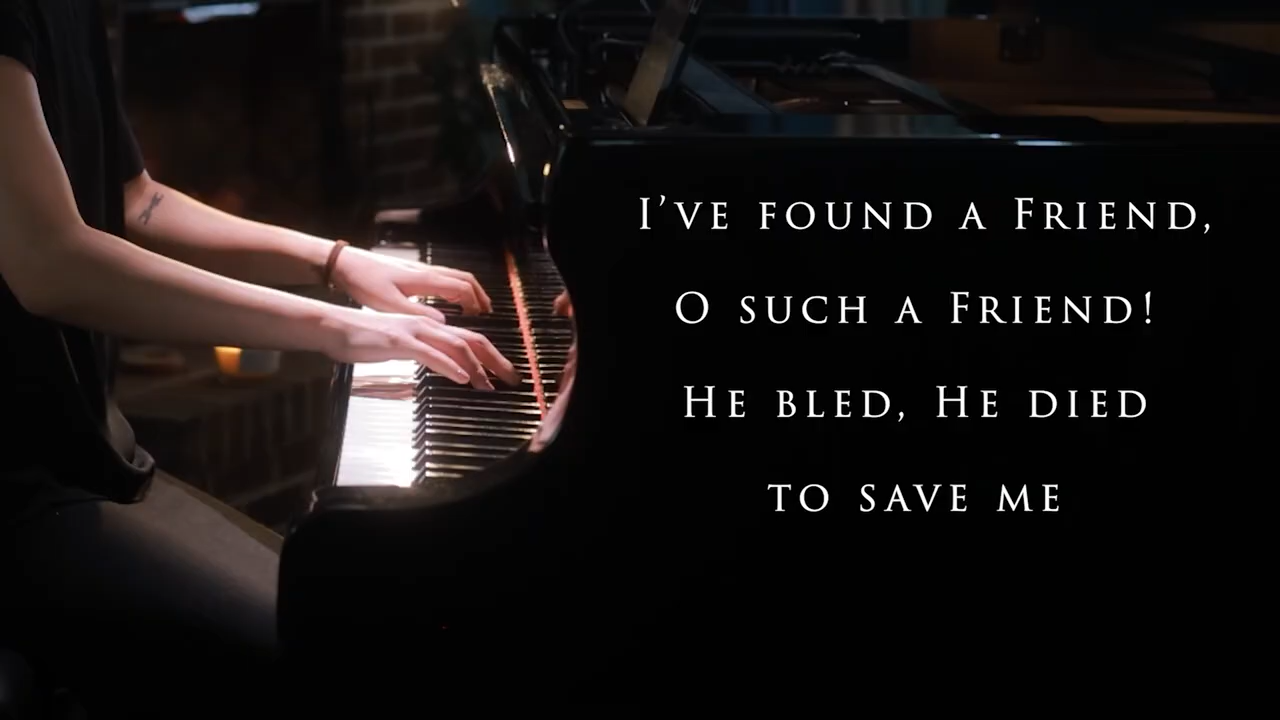 I’VE FOUND A FRIEND,
O SUCH A FRIEND!
HE BLED, HE DIED
TO SAVE ME